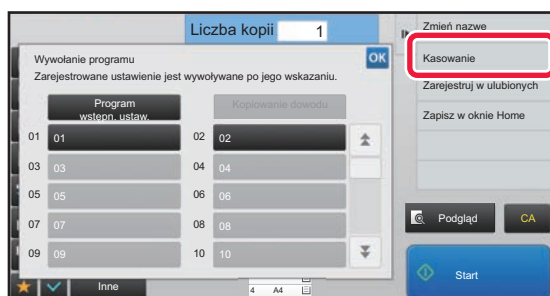 Liczba kopii 1
Zmień nazwę
Kasowanie
Zarejestruj w ulubionych
Zapisz w oknie Home
Wywołanie programu
OK
Zarejestrowane ustawienie jest wywoływane po jego wskazaniu.
Program
wstępn. ustaw.
Kopiowanie dowodu
01 01 02 02
03 03 04 04
05 05 06 06
07 07 08 08
09 09 10 10
Podgląd
CA
Start
Inne
4 A4